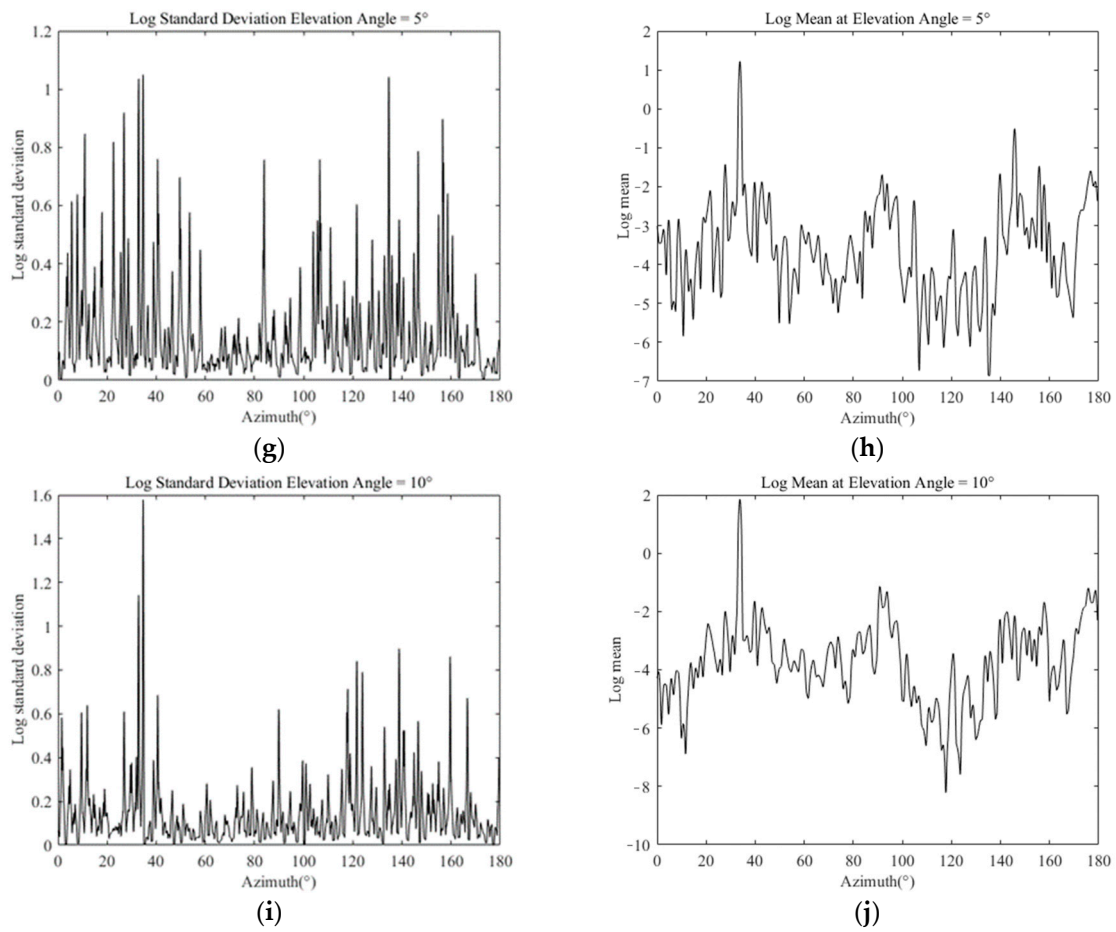 Log Standard Deviation Elevation Angle = 5°
1.2
1
0.8
0.6
0.4
0.2
0
Log standard deviation
0 20 40 60 80 100 120 140 160 180
Azimuth(°)
(g)
Log Mean at Elevation Angle = 5°
2
1
0
-1
-2
-3
-4
-5
-6
-7
Log mean
0 20 40 60 80 100 120 140 160 180
Azimuth(°)
(h)
Log Standard Deviation Elevation Angle = 10°
1.6
1.4
1.2
1
0.8
0.6
0.4
0.2
0
Log standard deviation
0 20 40 60 80 100 120 140 160 180
Azimuth(°)
(i)
Log Mean at Elevation Angle = 10°
2
0
-2
-4
-6
-8
-10
Log mean
0 20 40 60 80 100 120 140 160 180
Azimuth(°)
(j)